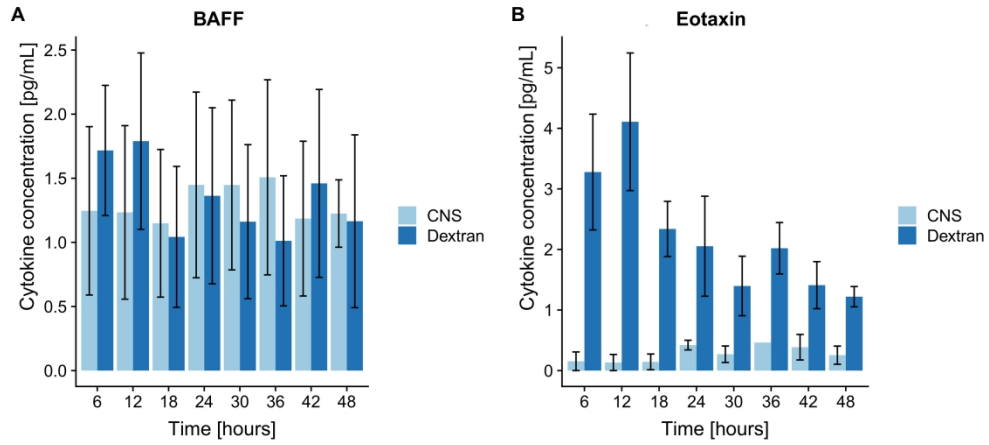 A
BAFF
Cytokine concentration [pg/mL]
2.5
2.0
1.5
1.0
0.5
0.0
6 12 18 24 30 36 42 48
Time [hours]
CNS
Dextran
B
Eotaxin
Cytokine concentration [pg/mL]
5
4
3
2
1
0
6 12 18 24 30 36 42 48
Time [hours]
CNS
Dextran